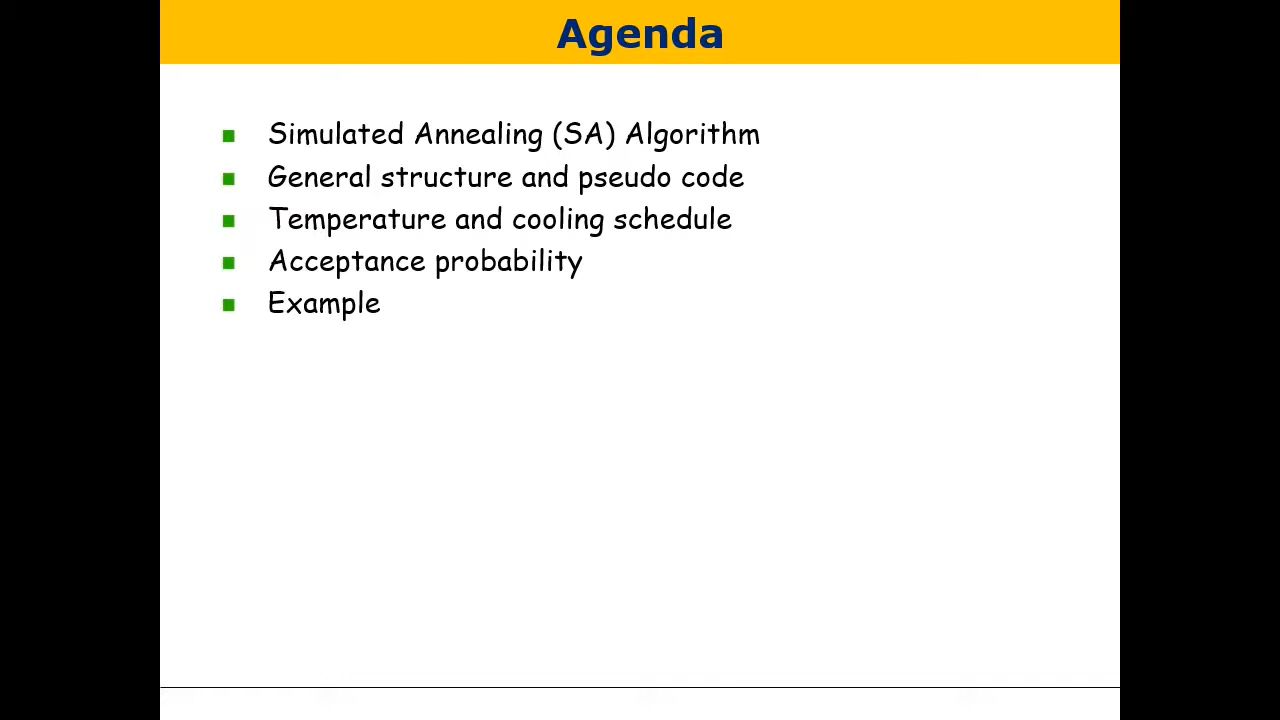 Agenda
Simulated Annealing (SA) Algorithm
General structure and pseudo code
Temperature and cooling schedule
Acceptance probability
Example